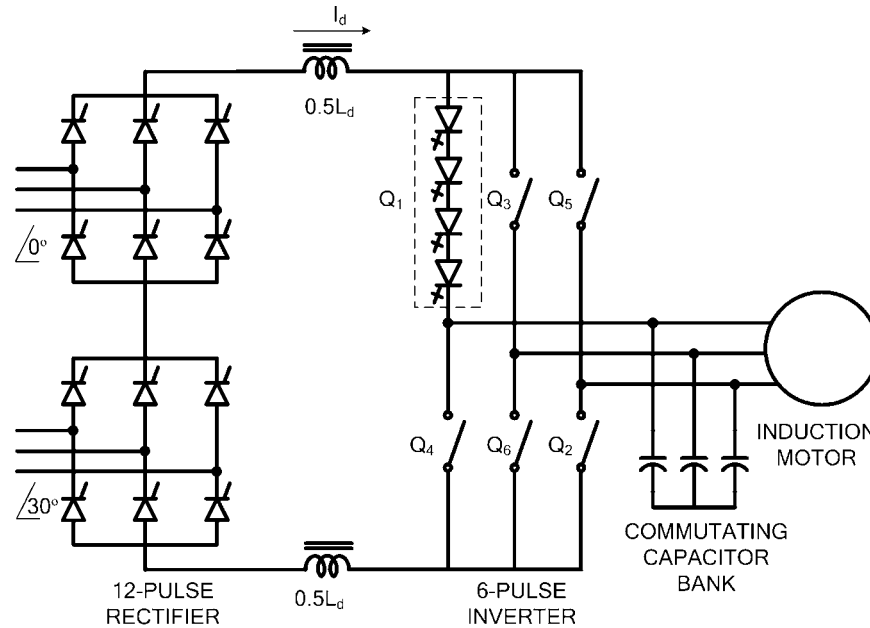 I_d
0.5L_d
Q_1
Q_3
Q_5
/0°
Q_4
Q_6
Q_2
/30°
INDUCTION
MOTOR
COMMUTATING
CAPACITOR
BANK
12-PULSE
RECTIFIER
0.5L_d
6-PULSE
INVERTER